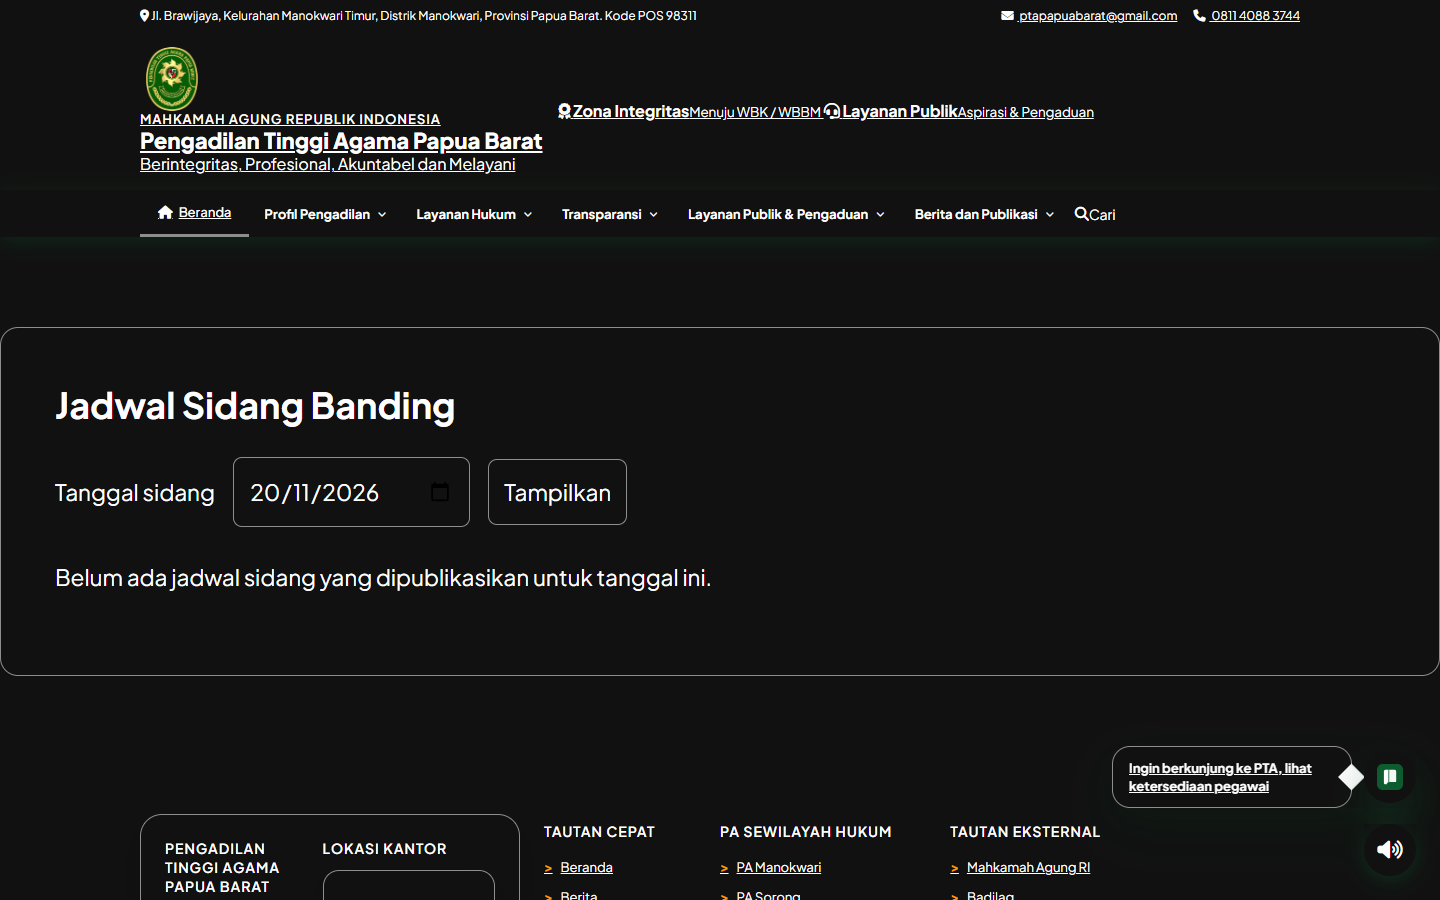 Jl. Brawijaya, Kelurahan Manokwari Timur, Distrik Manokwari, Provinsi Papua Barat. Kode POS 98311
ptapapuabarat@gmail.com
0811 4088 3744
MAHKAMAH AGUNG REPUBLIK INDONESIA
Pengadilan Tinggi Agama Papua Barat
Berintegritas, Profesional, Akuntabel dan Melayani
Zona Integritas Menuju WBK / WBBM
Layanan Publik Aspirasi & Pengaduan
Beranda
Profil Pengadilan
Layanan Hukum
Transparansi
Layanan Publik & Pengaduan
Berita dan Publikasi
Cari
Jadwal Sidang Banding
Tanggal sidang
20/11/2026
Tampilkan
Belum ada jadwal sidang yang dipublikasikan untuk tanggal ini.
Ingin berkunjung ke PTA, lihat
ketersediaan pegawai
PENGADILAN
TINGGI AGAMA
PAPUA BARAT
LOKASI KANTOR
TAUTAN CEPAT
> Beranda
> Berita
PA SEWILAYAH HUKUM
> PA Manokwari
> PA Sorong
TAUTAN EKSTERNAL
> Mahkamah Agung RI
> Badilag